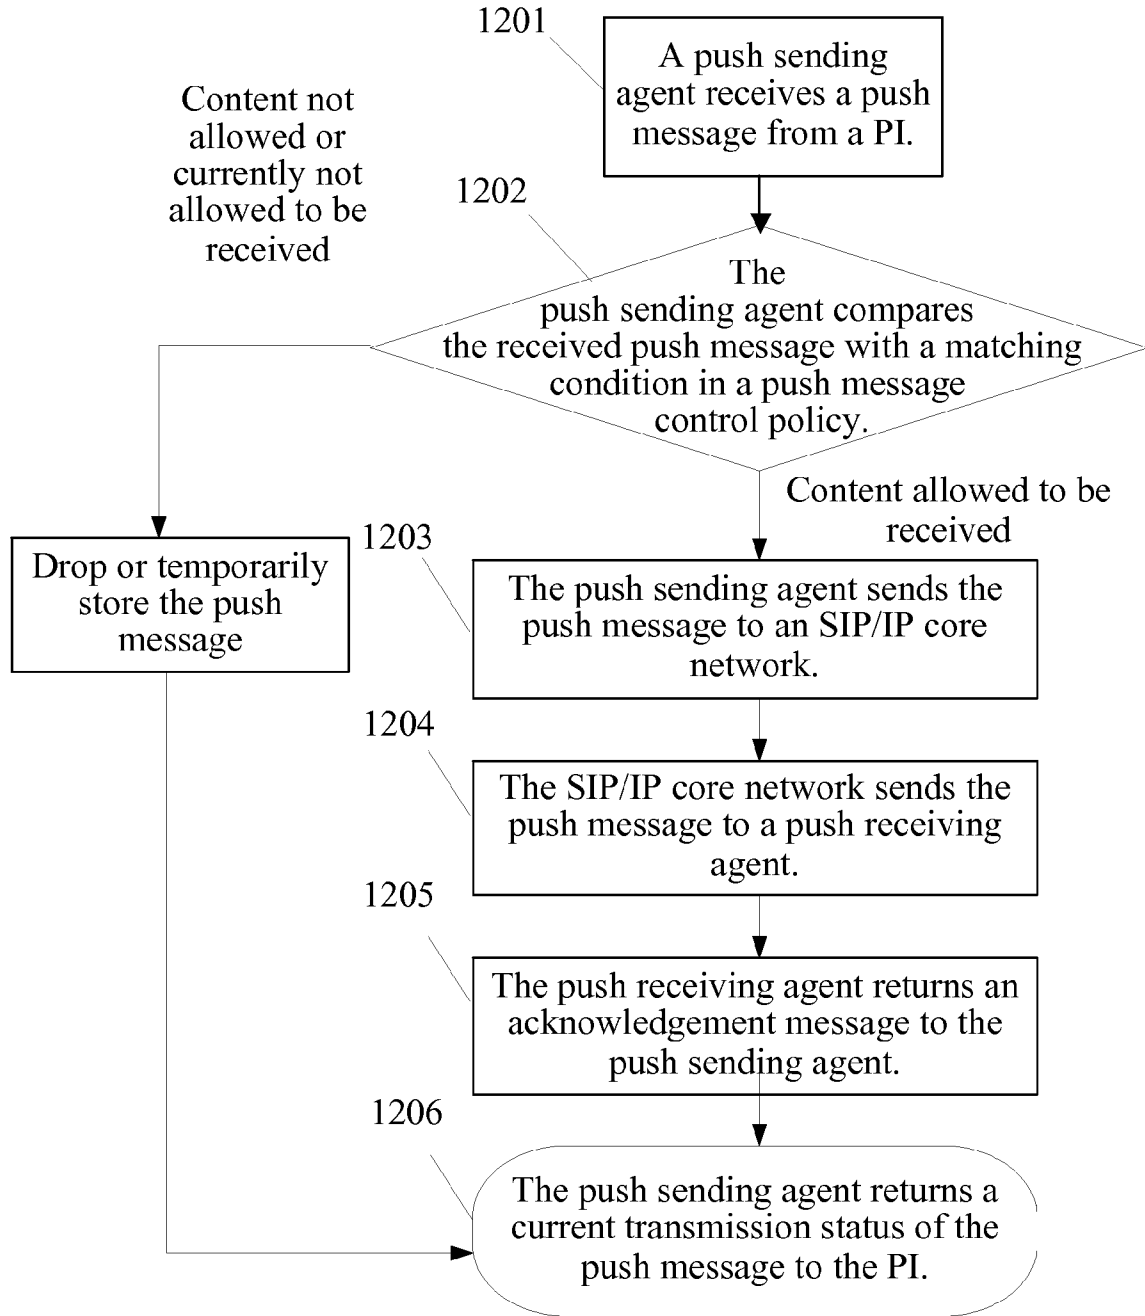 1201
A push sending
agent receives a push
message from a PI.
Content not
allowed or
currently not
allowed to be
received
1202
The
push sending agent compares
the received push message with a matching
condition in a push message
control policy.
Content allowed to be
received
1203
Drop or temporarily
store the push
message
The push sending agent sends the
push message to an SIP/IP core
network.
1204
The SIP/IP core network sends the
push message to a push receiving
agent.
1205
The push receiving agent returns an
acknowledgement message to the
push sending agent.
1206
The push sending agent returns a
current transmission status of the
push message to the PI.